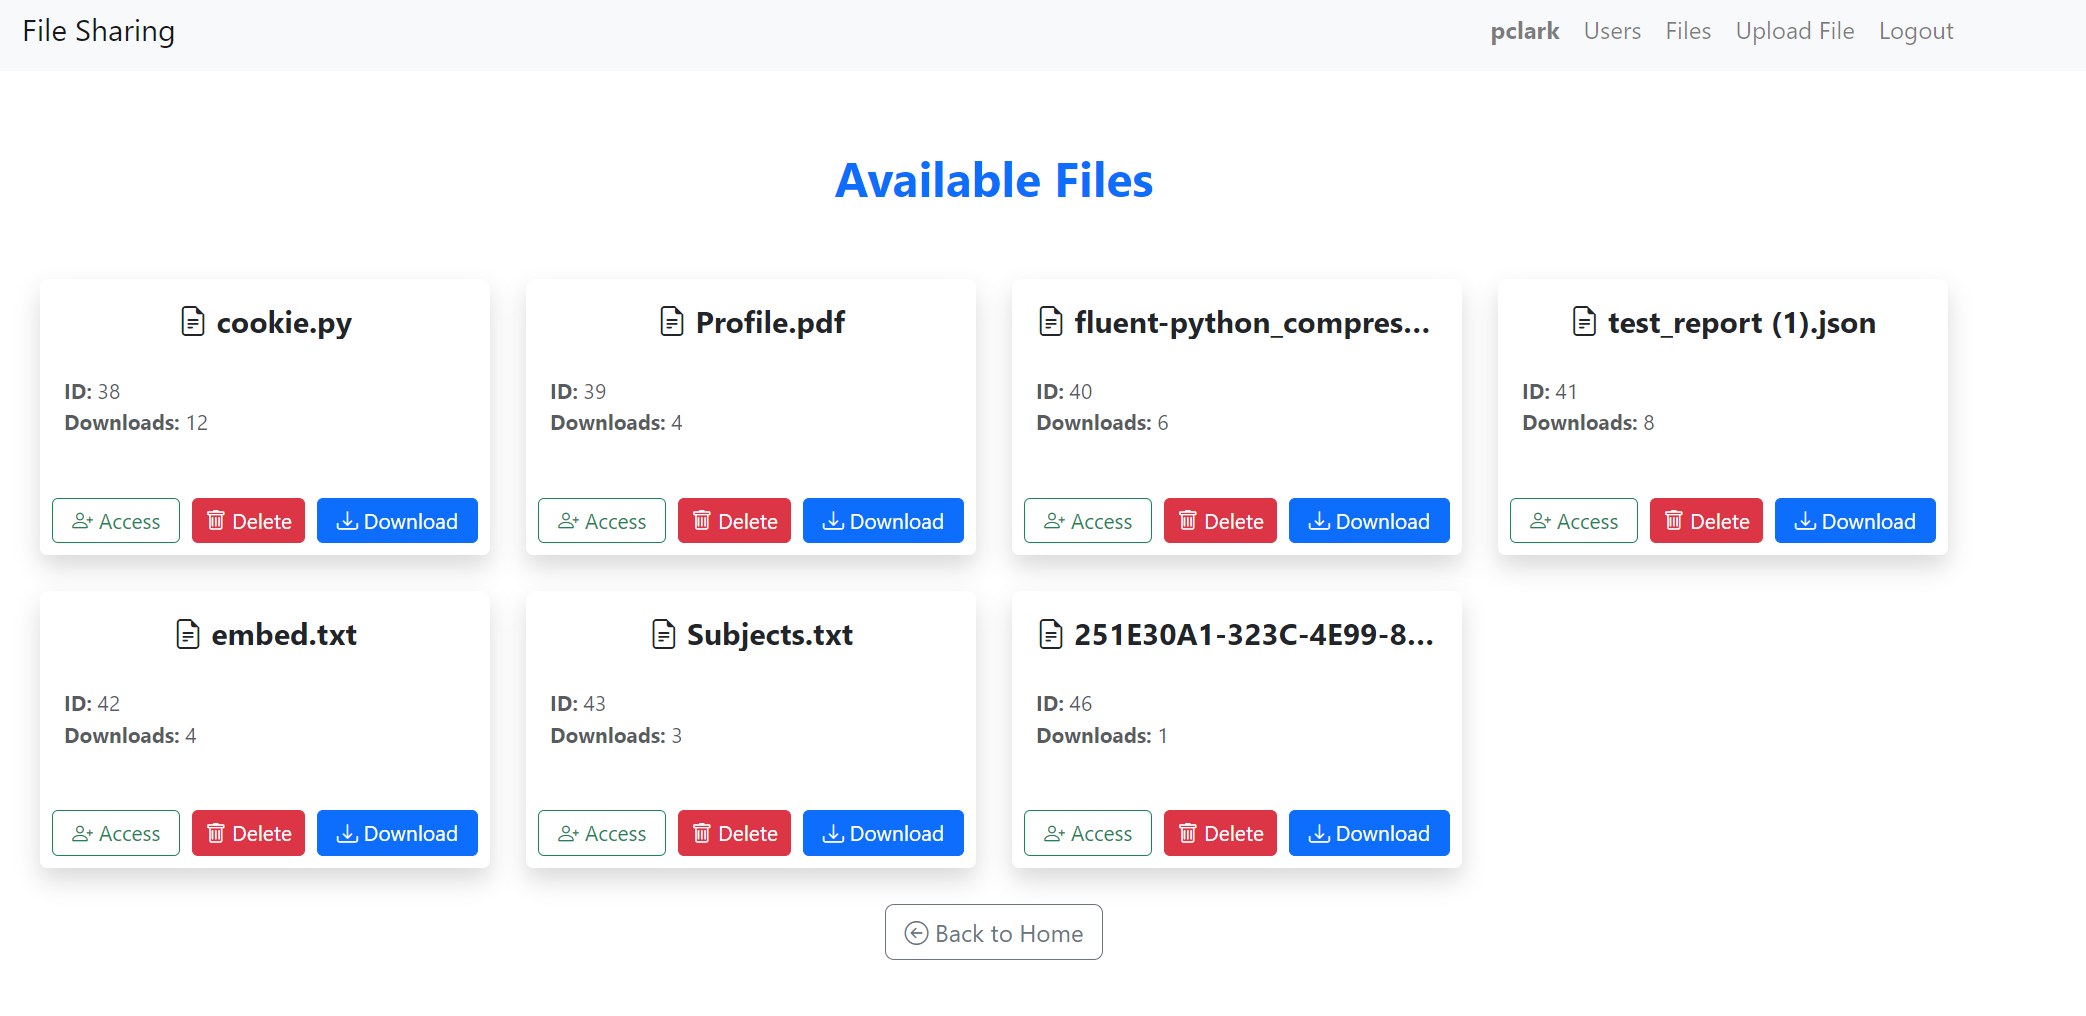 File Sharing
pclark Users Files Upload File Logout
Available Files
cookie.py
ID: 38
Downloads: 12
Access Delete Download
Profile.pdf
ID: 39
Downloads: 4
Access Delete Download
fluent-python_compres...
ID: 40
Downloads: 6
Access Delete Download
test_report (1).json
ID: 41
Downloads: 8
Access Delete Download
embed.txt
ID: 42
Downloads: 4
Access Delete Download
Subjects.txt
ID: 43
Downloads: 3
Access Delete Download
251E30A1-323C-4E99-8...
ID: 46
Downloads: 1
Access Delete Download
Back to Home